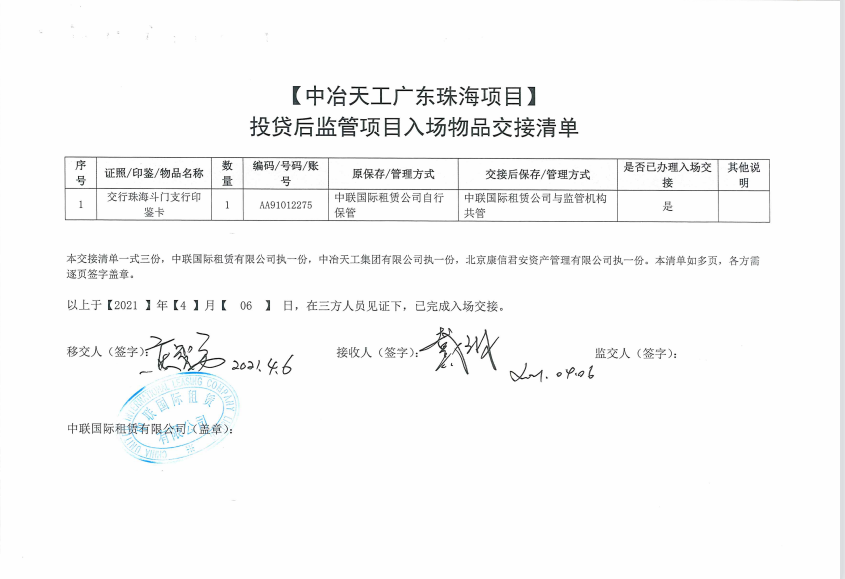 【中冶天工广东珠海项目】
投贷后监管项目入场物品交接清单
序号 证照/印鉴/物品名称 数量 编码/号码/账号 原保存/管理方式 交接后保存/管理方式 是否已办理入场交接 其他说明
1 交行珠海斗门支行印鉴卡 1 AA91012275 中联国际租赁公司自行保管 中联国际租赁公司与监管机构共管 是
本交接清单一式三份，中联国际租赁有限公司执一份，中冶天工集团有限公司执一份，北京康信君安资产管理有限公司执一份。本清单如多页，各方需
逐页签字盖章。
以上于【2021 】年【4 】月【 06 】 日，在三方人员见证下，已完成入场交接。
移交人（签字）： 2021.4.6 接收人（签字）： 2021.04.06 监交人（签字）：
中联国际租赁有限公司（盖章）：